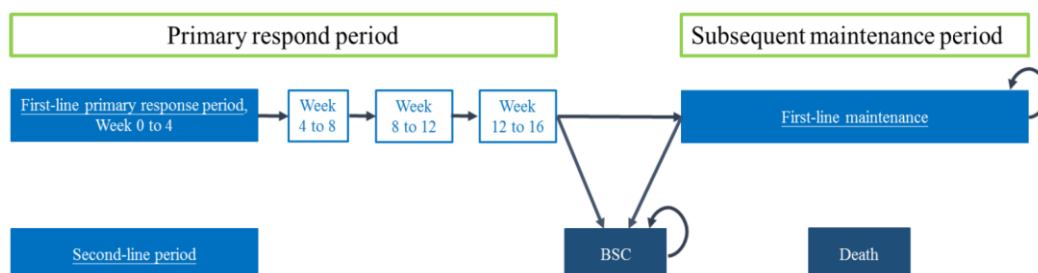 Primary respond period
Subsequent maintenance period
First-line primary response period,
Week 0 to 4
Week
4 to 8
Week
8 to 12
Week
12 to 16
First-line maintenance
Second-line period
BSC
Death